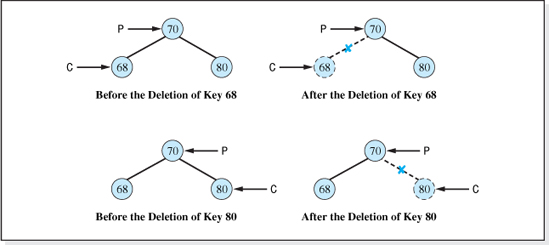 P 70 P 70
C 68 80 C 68 80
Before the Deletion of Key 68 After the Deletion of Key 68
70 P 70 P
68 80 C 68 80 C
Before the Deletion of Key 80 After the Deletion of Key 80